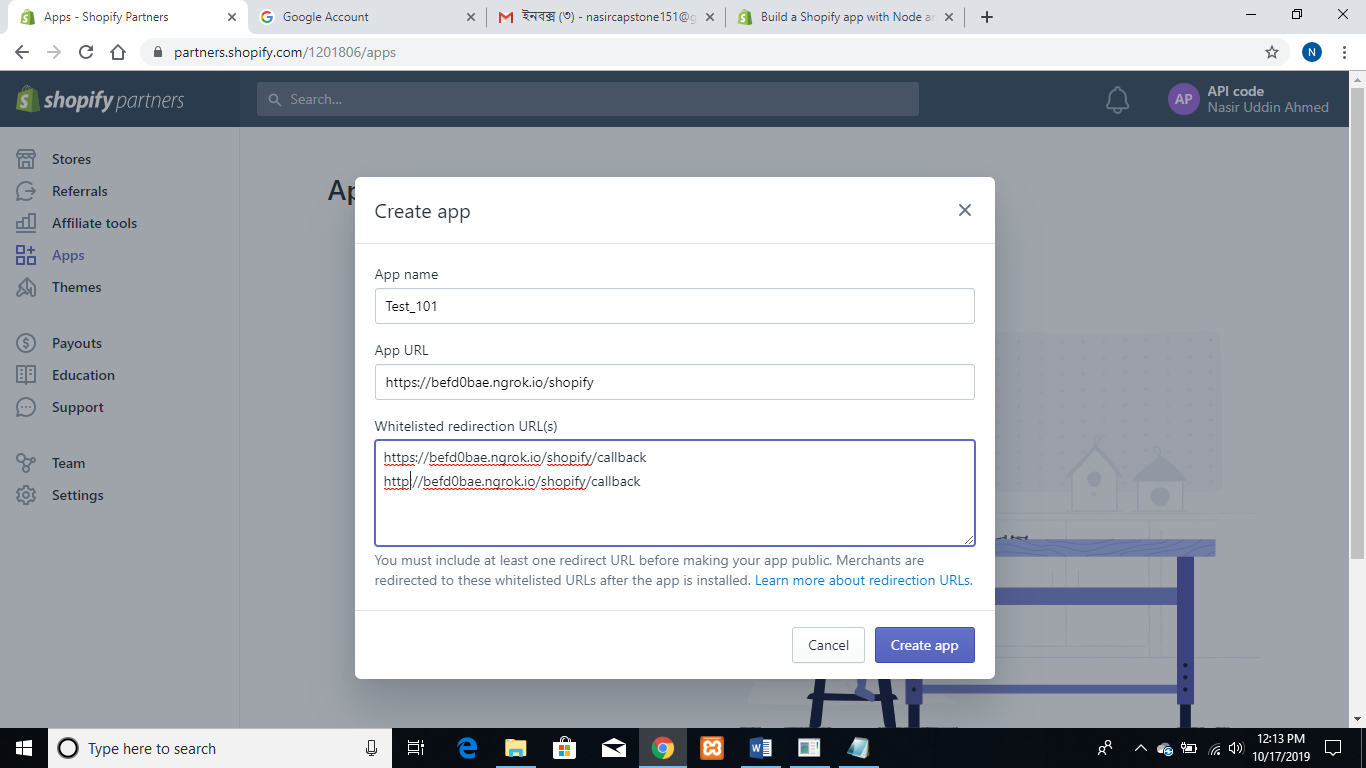 Apps - Shopify Partners
Google Account
ইনবক্স (৩) - nasircapstone151@g
Build a Shopify app with Node an
partners.shopify.com/1201806/apps
N
shopify partners
Search...
AP
API code
Nasir Uddin Ahmed
Stores
Referrals
Affiliate tools
Apps
Themes
Payouts
Education
Support
Team
Settings
Ap
Create app
App name
Test_101
App URL
https://befd0bae.ngrok.io/shopify
Whitelisted redirection URL(s)
https://befd0bae.ngrok.io/shopify/callback
http//befd0bae.ngrok.io/shopify/callback
You must include at least one redirect URL before making your app public. Merchants are
redirected to these whitelisted URLs after the app is installed. Learn more about redirection URLs.
Cancel
Create app
Type here to search
12:13 PM
10/17/2019